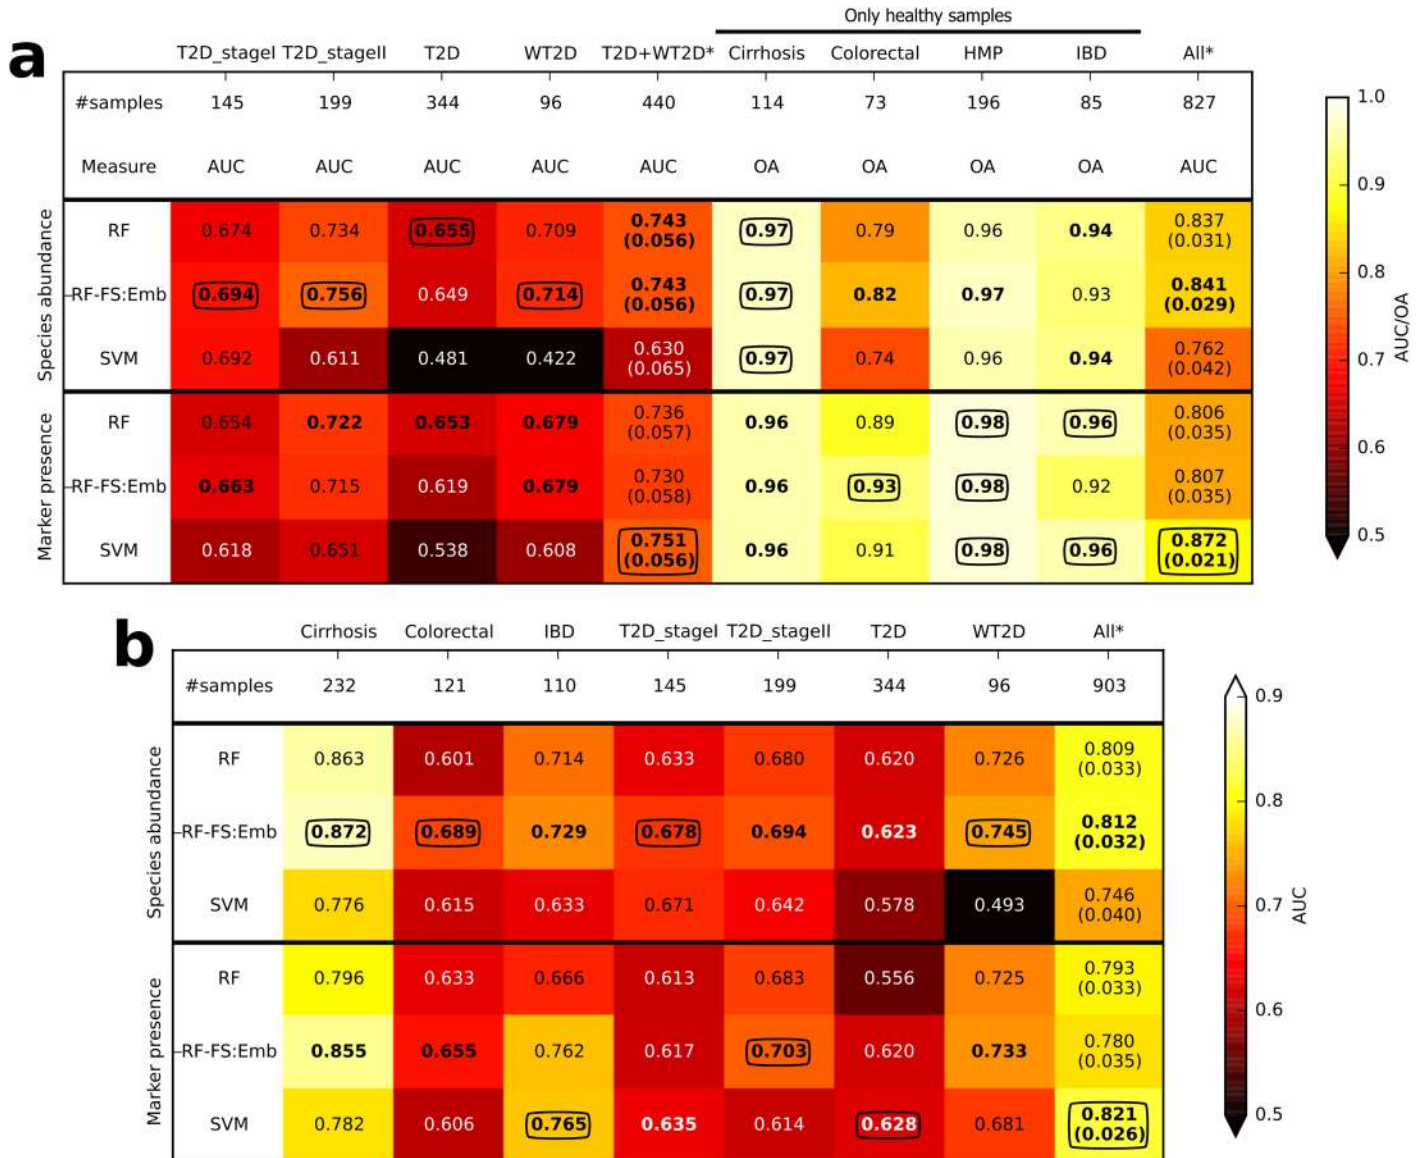 Only healthy samples
a
T2D_stageI T2D_stageII T2D WT2D T2D+WT2D* Cirrhosis Colorectal HMP IBD All*
#samples 145 199 344 96 440 114 73 196 85 827
Measure AUC AUC AUC AUC AUC OA OA OA OA AUC
Species abundance
RF 0.674 0.734 0.655 0.709 0.743 (0.056) 0.97 0.79 0.96 0.94 0.837 (0.031)
RF-FS:Emb 0.694 0.756 0.649 0.714 0.743 (0.056) 0.97 0.82 0.97 0.93 0.841 (0.029)
SVM 0.692 0.611 0.481 0.422 0.630 (0.065) 0.97 0.74 0.96 0.94 0.762 (0.042)
Marker presence
RF 0.654 0.722 0.653 0.679 0.736 (0.057) 0.96 0.89 0.98 0.96 0.806 (0.035)
RF-FS:Emb 0.663 0.715 0.619 0.679 0.730 (0.058) 0.96 0.93 0.98 0.92 0.807 (0.035)
SVM 0.618 0.651 0.538 0.608 0.751 (0.056) 0.96 0.91 0.98 0.96 0.872 (0.021)
1.0
0.9
0.8
0.7
0.6
0.5
AUC/OA
b
Cirrhosis Colorectal IBD T2D_stageI T2D_stageII T2D WT2D All*
#samples 232 121 110 145 199 344 96 903
Species abundance
RF 0.863 0.601 0.714 0.633 0.680 0.620 0.726 0.809 (0.033)
RF-FS:Emb 0.872 0.689 0.729 0.678 0.694 0.623 0.745 0.812 (0.032)
SVM 0.776 0.615 0.633 0.671 0.642 0.578 0.493 0.746 (0.040)
Marker presence
RF 0.796 0.633 0.666 0.613 0.683 0.556 0.725 0.793 (0.033)
RF-FS:Emb 0.855 0.655 0.762 0.617 0.703 0.620 0.733 0.780 (0.035)
SVM 0.782 0.606 0.765 0.635 0.614 0.628 0.681 0.821 (0.026)
0.9
0.8
0.7
0.6
0.5
AUC